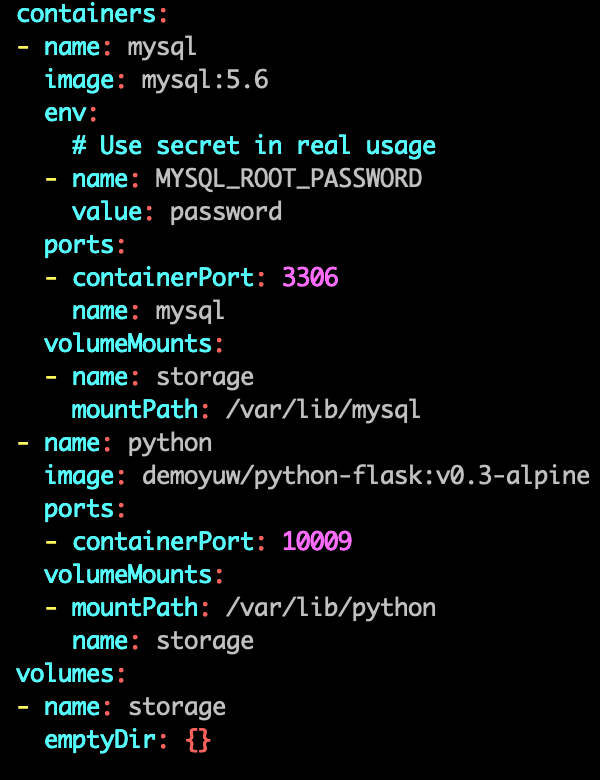 containers:
- name: mysql
  image: mysql:5.6
  env:
    # Use secret in real usage
  - name: MYSQL_ROOT_PASSWORD
    value: password
  ports:
  - containerPort: 3306
    name: mysql
  volumeMounts:
  - name: storage
    mountPath: /var/lib/mysql
- name: python
  image: demoyuw/python-flask:v0.3-alpine
  ports:
  - containerPort: 10009
  volumeMounts:
  - mountPath: /var/lib/python
    name: storage
volumes:
- name: storage
  emptyDir: {}